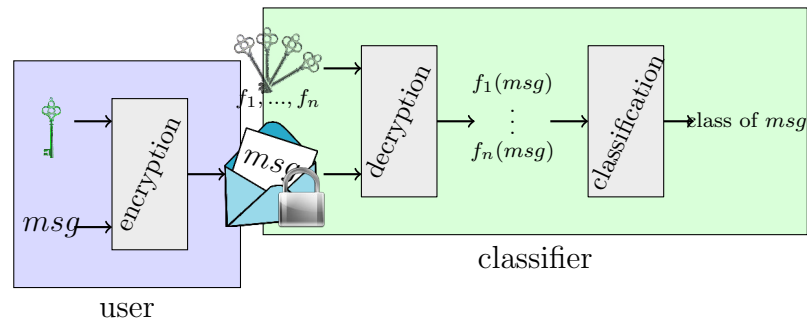 msg
encryption
user
f₁, ..., fₙ
msg
decryption
f₁(msg)
⋮
fₙ(msg)
classification
class of msg
classifier